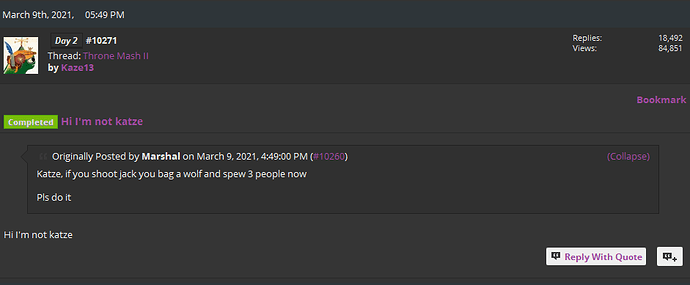 March 9th, 2021, 05:49 PM
Day 2 #10271
Thread: Throne Mash II
by Kaze13
Replies: 18,492
Views: 84,851
Bookmark
Completed Hi I'm not katze
Originally Posted by Marshal on March 9, 2021, 4:49:00 PM (#10260) (Collapse)
Katze, if you shoot jack you bag a wolf and spew 3 people now
Pls do it
Hi I'm not katze
Reply With Quote